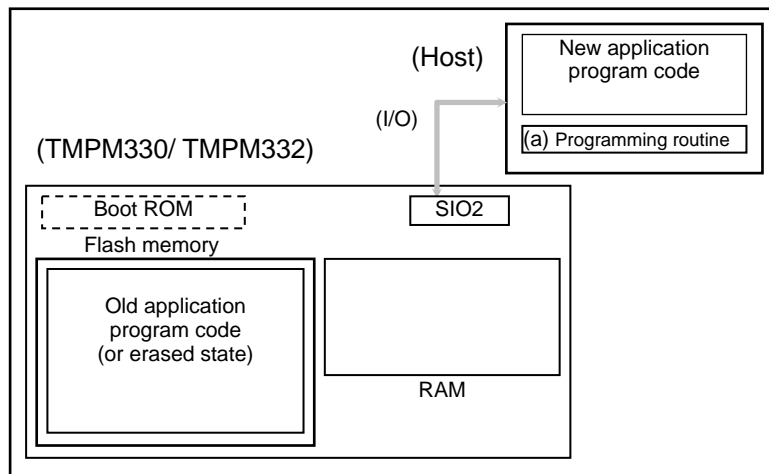 (Host)
New application
program code
(I/O)
(a) Programming routine
(TMPM330/ TMPM332)
Boot ROM
SIO2
Flash memory
Old application
program code
(or erased state)
RAM